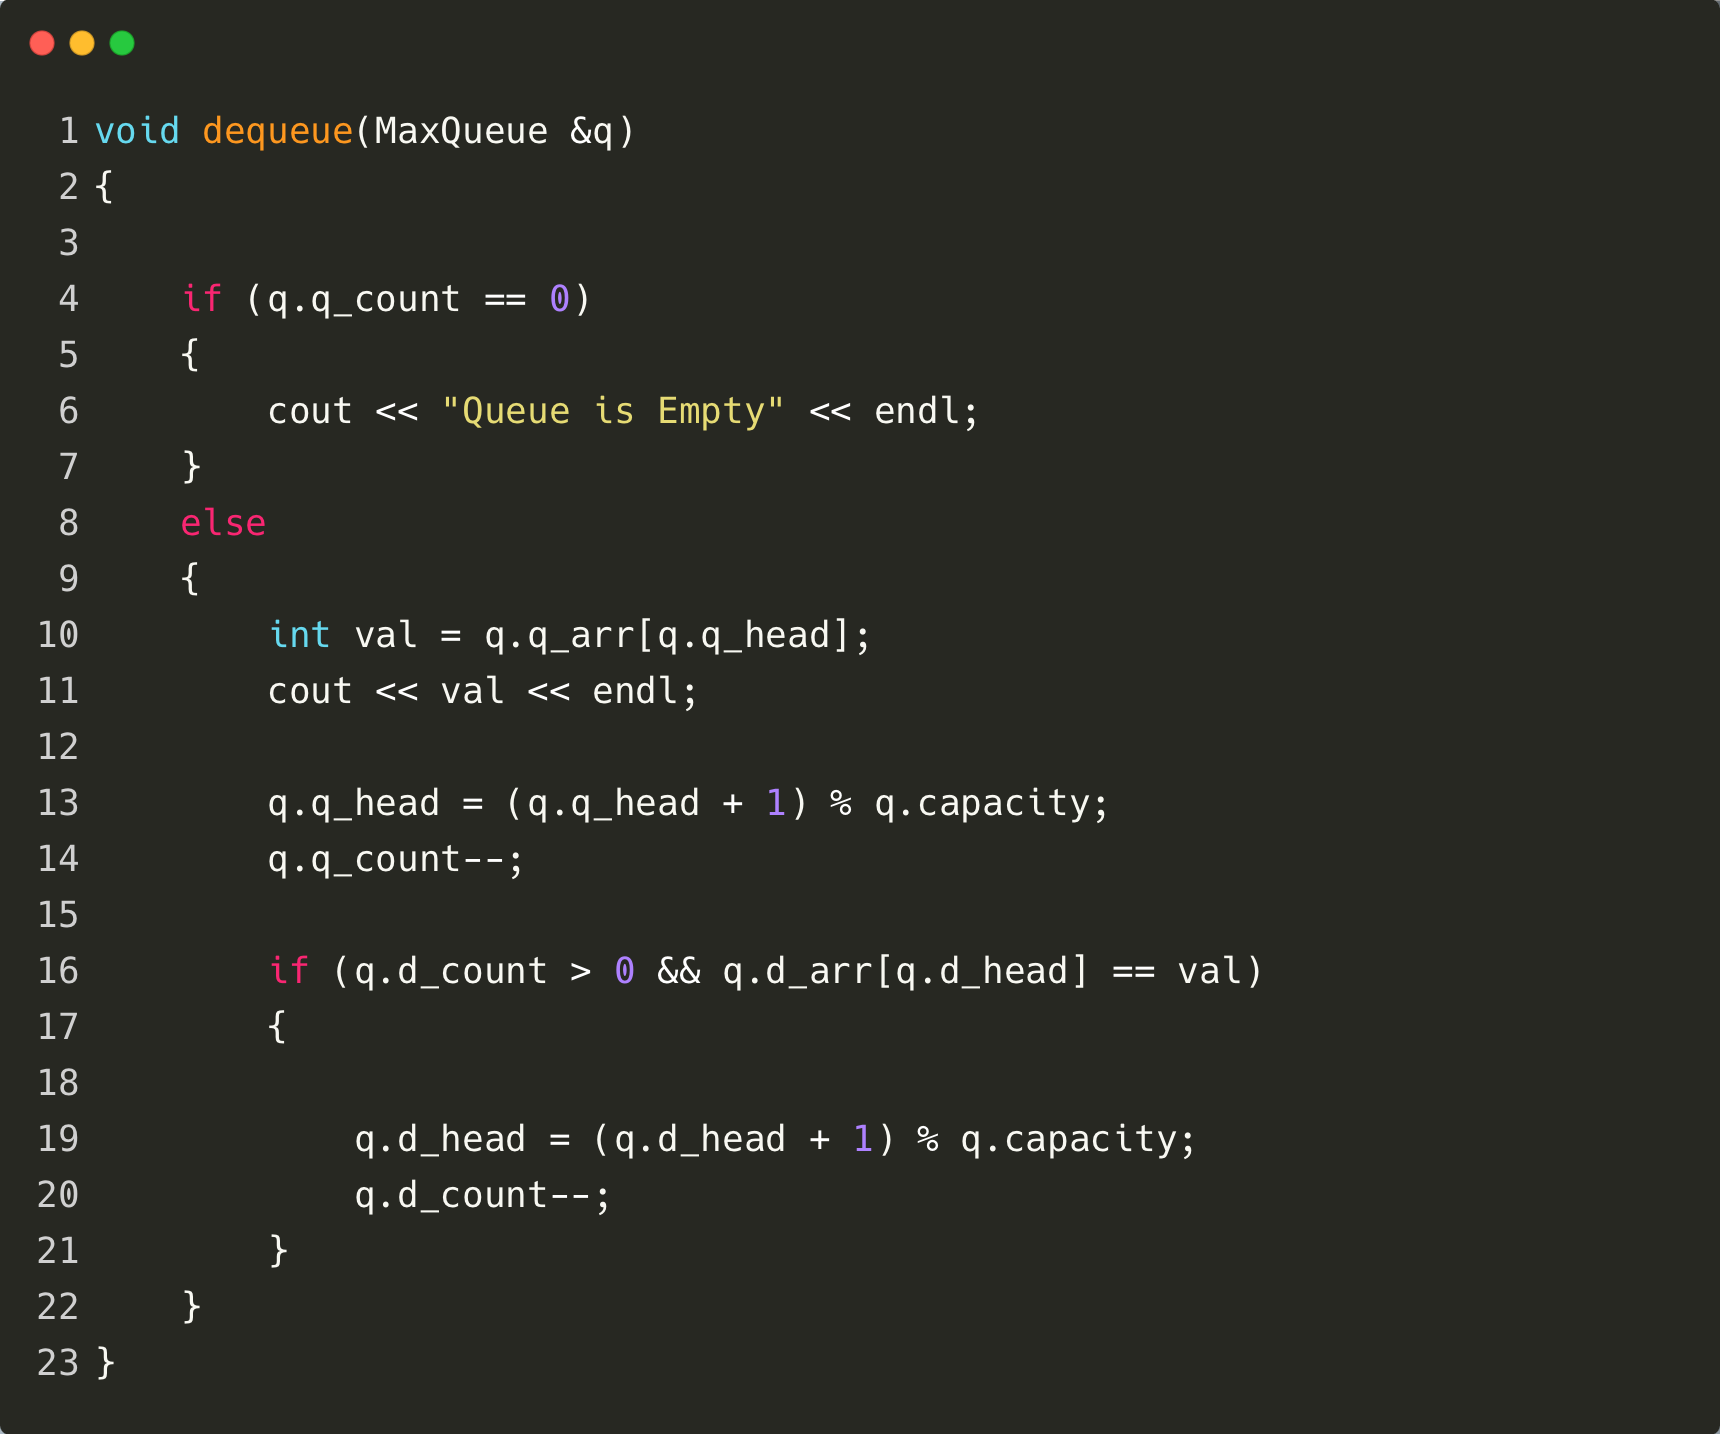 1 void dequeue(MaxQueue &q)
2 {
3
4     if (q.q_count == 0)
5     {
6         cout << "Queue is Empty" << endl;
7     }
8     else
9     {
10         int val = q.q_arr[q.q_head];
11         cout << val << endl;
12
13         q.q_head = (q.q_head + 1) % q.capacity;
14         q.q_count--;
15
16         if (q.d_count > 0 && q.d_arr[q.d_head] == val)
17         {
18
19             q.d_head = (q.d_head + 1) % q.capacity;
20             q.d_count--;
21         }
22     }
23 }